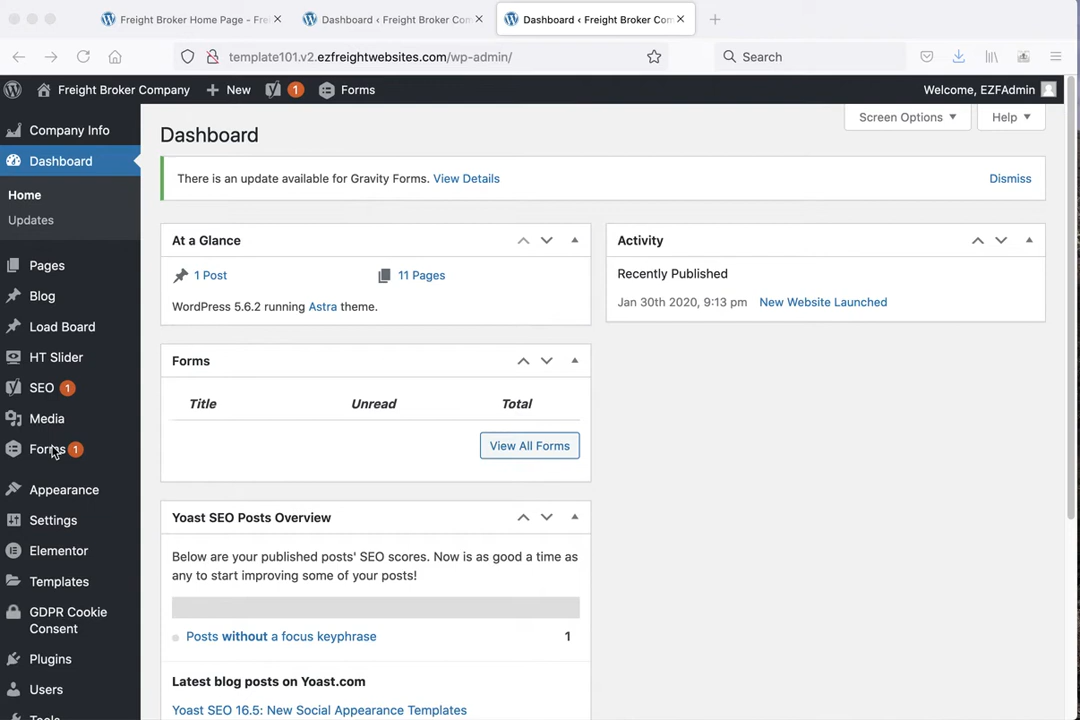 Freight Broker Home Page - Fre
Dashboard ‹ Freight Broker Com
Dashboard ‹ Freight Broker Com
template101.v2.ezfreightwebsites.com/wp-admin/
Search
Freight Broker Company
New
1
Forms
Welcome, EZFAdmin
Company Info
Dashboard
Home
Updates
Pages
Blog
Load Board
HT Slider
SEO 1
Media
Forms 1
Appearance
Settings
Elementor
Templates
GDPR Cookie
Consent
Plugins
Users
Tools
Screen Options
Help
Dashboard
There is an update available for Gravity Forms. View Details
Dismiss
At a Glance
1 Post
11 Pages
WordPress 5.6.2 running Astra theme.
Activity
Recently Published
Jan 30th 2020, 9:13 pm New Website Launched
Forms
Title Unread Total
View All Forms
Yoast SEO Posts Overview
Below are your published posts' SEO scores. Now is as good a time as
any to start improving some of your posts!
Posts without a focus keyphrase 1
Latest blog posts on Yoast.com
Yoast SEO 16.5: New Social Appearance Templates